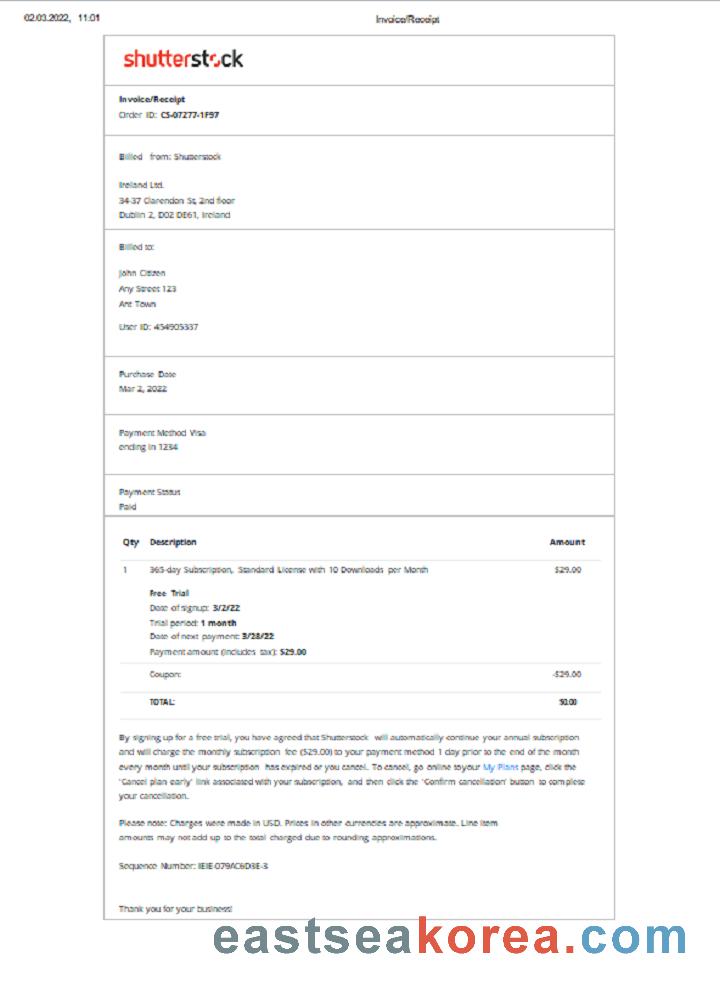 02.03.2022, 11:01
Invoice/Receipt
shutterstock
Invoice/Receipt
Order ID: CS-07277-1F97
Billed from: Shutterstock
Ireland Ltd.
34-37 Clarendon St, 2nd floor
Dublin 2, D02 DE61, Ireland
Billed to:
John Citizen
Any Street 123
Ant Town
User ID: 454905337
Purchase Date
Mar 2, 2022
Payment Method Visa
ending in 1234
Payment Status
Paid
Qty Description Amount
1 365-day Subscription, Standard License with 10 Downloads per Month $29.00
Free Trial
Date of signup: 3/2/22
Trial period: 1 month
Date of next payment: 3/28/22
Payment amount (includes tax): $29.00
Coupon: -$29.00
TOTAL: $0.00
By signing up for a free trial, you have agreed that Shutterstock will automatically continue your annual subscription
and will charge the monthly subscription fee ($29.00) to your payment method 1 day prior to the end of the month
every month until your subscription has expired or you cancel. To cancel, go online to your My Plans page, click the
'Cancel plan early' link associated with your subscription, and then click the 'Confirm cancellation' button to complete
your cancellation.
Please note: Charges were made in USD. Prices in other currencies are approximate. Line item
amounts may not add up to the total charged due to rounding approximations.
Sequence Number: IEIE-079AC6D3E-3
Thank you for your business!
eastseakorea.com